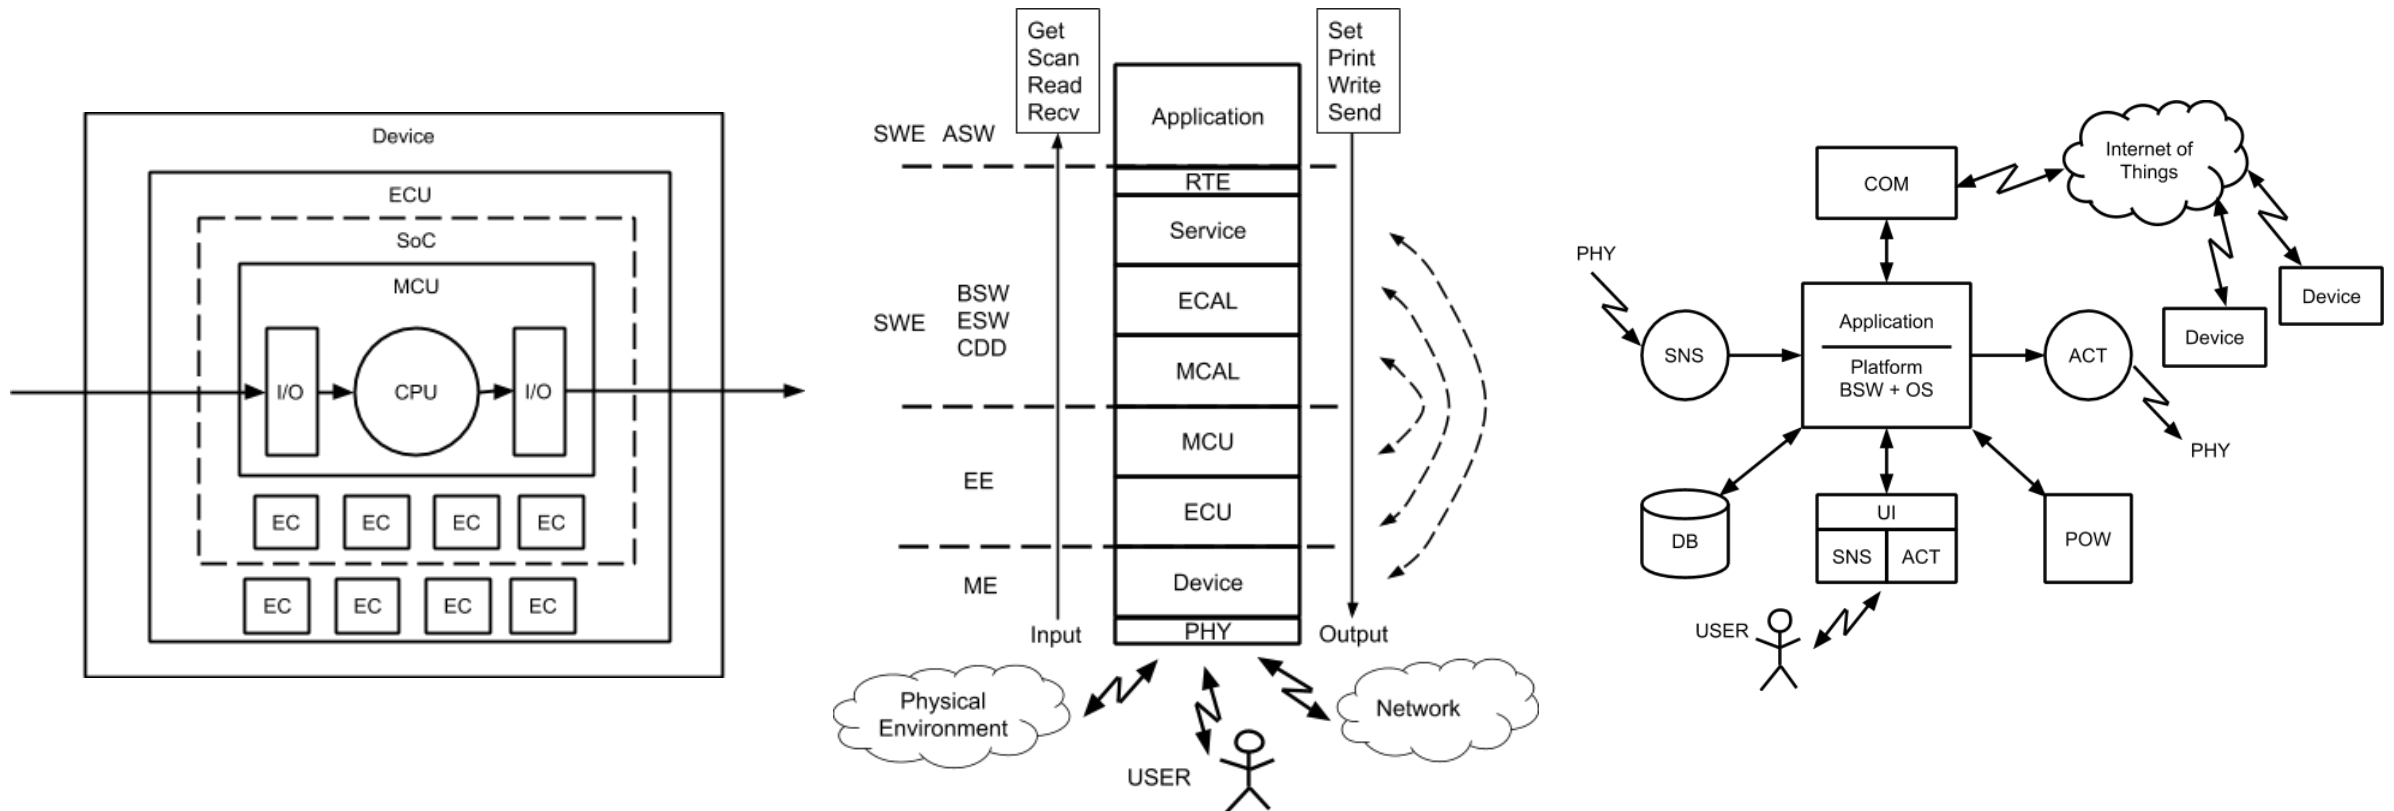 Device
ECU
SoC
MCU
I/O
CPU
I/O
EC
EC
EC
EC
EC
EC
EC
EC
Get
Scan
Read
Recv
Set
Print
Write
Send
SWE ASW
Application
RTE
Service
SWE
BSW
ESW
CDD
ECAL
MCAL
EE
MCU
ECU
ME
Device
Input
PHY
Output
Physical
Environment
USER
Network
COM
Internet of
Things
Device
Device
PHY
SNS
Application
Platform
BSW + OS
ACT
PHY
DB
UI
SNS
ACT
POW
USER